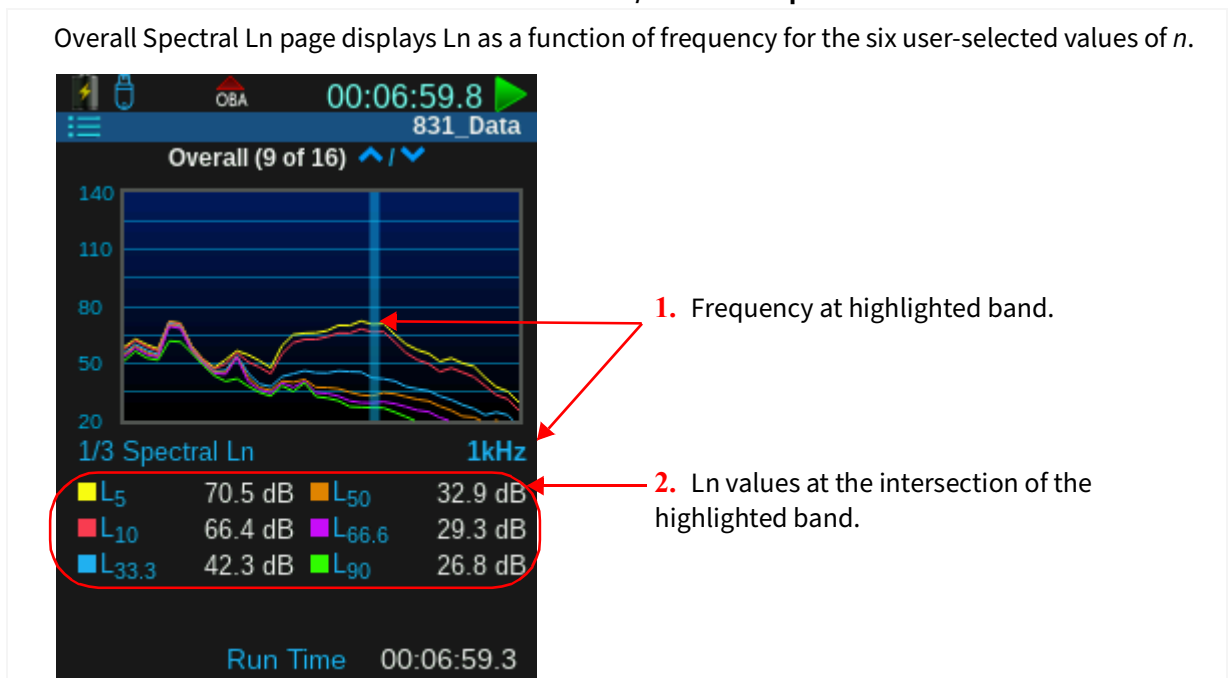 Overall Spectral Ln page displays Ln as a function of frequency for the six user-selected values of n.
OBA 00:06:59.8
831_Data
Overall (9 of 16) /
140
110
80
50
20
1/3 Spectral Ln 1kHz
L5 70.5 dB L50 32.9 dB
L10 66.4 dB L66.6 29.3 dB
L33.3 42.3 dB L90 26.8 dB
Run Time 00:06:59.3
1. Frequency at highlighted band.
2. Ln values at the intersection of the
highlighted band.